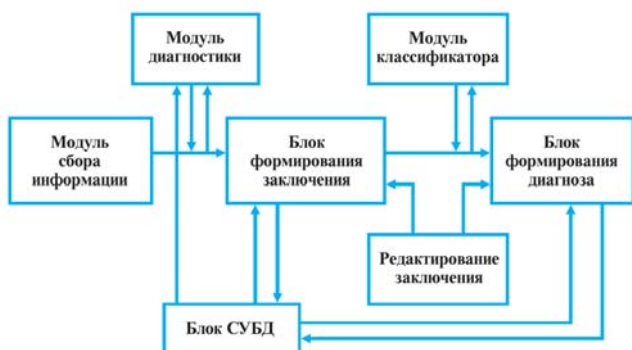 Модуль
диагностики
Модуль
классификатора
Модуль
сбора
информации
Блок
формирования
заключения
Блок
формирования
диагноза
Редактирование
заключения
Блок СУБД